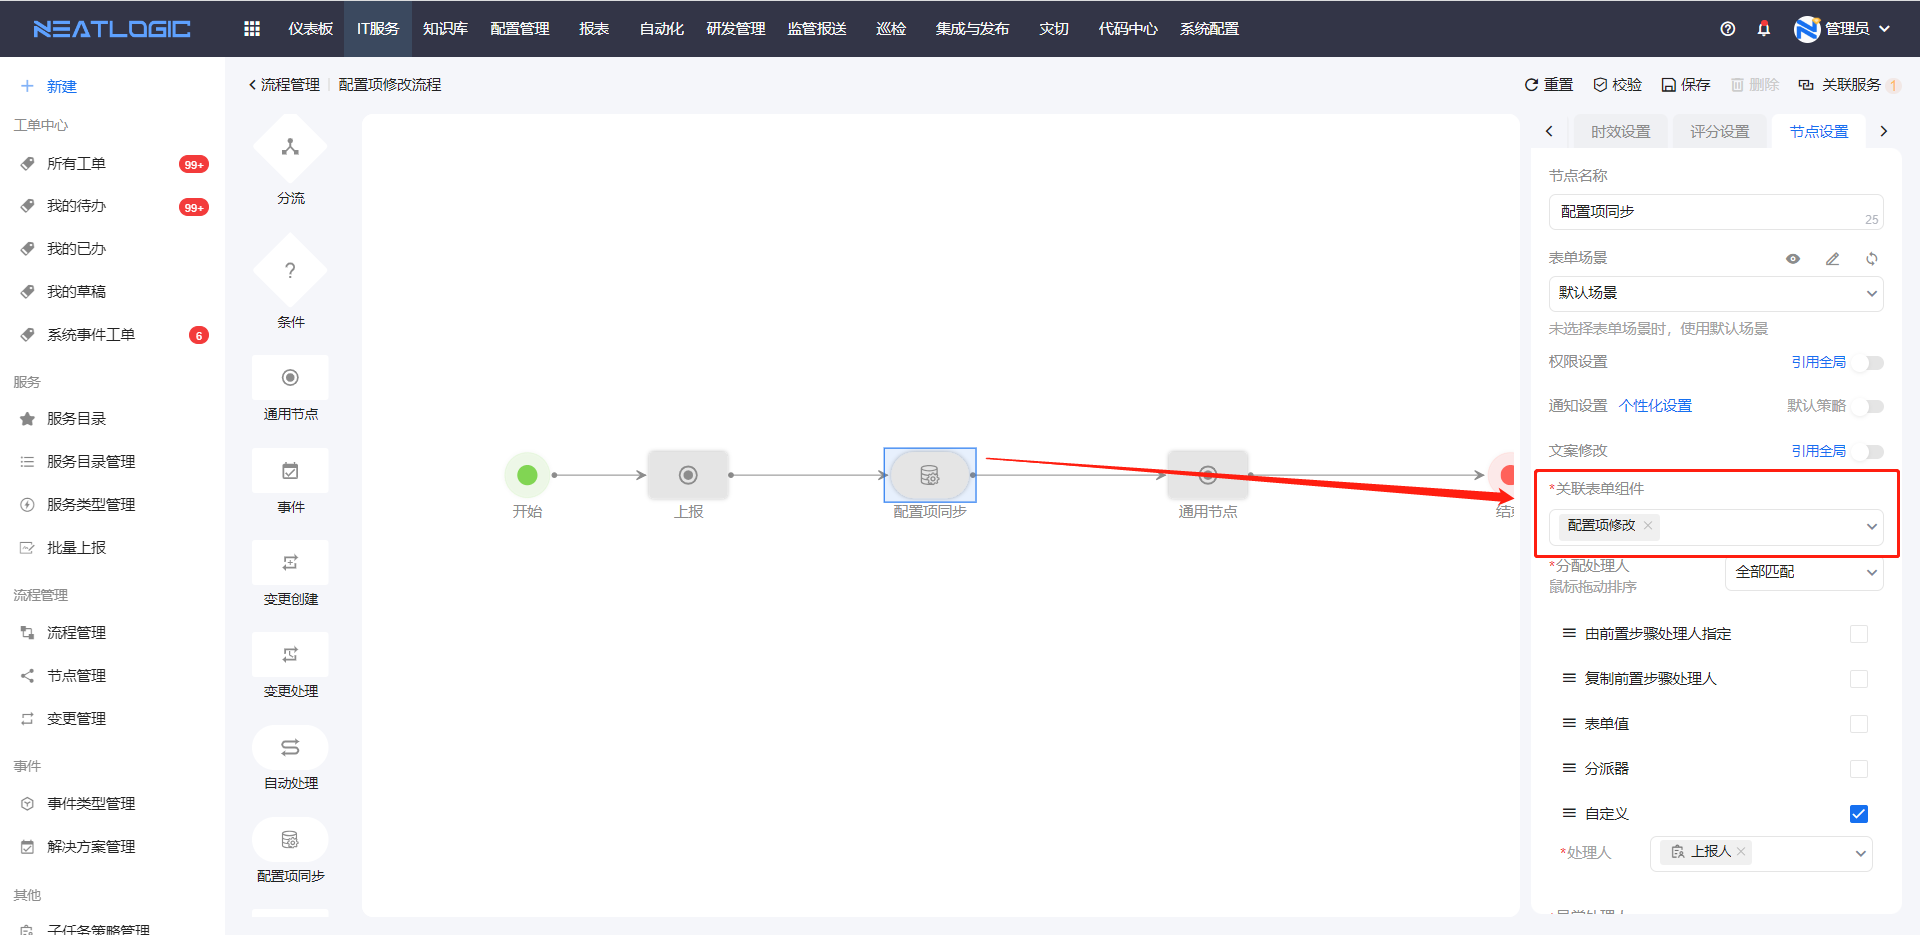 NEATLOGIC
仪表板
IT服务
知识库
配置管理
报表
自动化
研发管理
监管报送
巡检
集成与发布
灾切
代码中心
系统配置
管理员
新建
工单中心
所有工单
99+
我的待办
99+
我的已办
我的草稿
系统事件工单
6
服务
服务目录
服务目录管理
服务类型管理
批量上报
流程管理
流程管理
节点管理
变更管理
事件
事件类型管理
解决方案管理
其他
子任务策略管理
流程管理
配置项修改流程
重置
校验
保存
删除
关联服务
1
分流
?
条件
通用节点
事件
变更创建
变更处理
自动处理
配置项同步
开始
上报
配置项同步
通用节点
时效设置
评分设置
节点设置
节点名称
配置项同步
25
表单场景
默认场景
未选择表单场景时，使用默认场景
权限设置
引用全局
通知设置
个性化设置
默认策略
文案修改
引用全局
*关联表单组件
配置项修改
*分配处理人
鼠标拖动排序
全部匹配
由前置步骤处理人指定
复制前置步骤处理人
表单值
分派器
自定义
*处理人
上报人